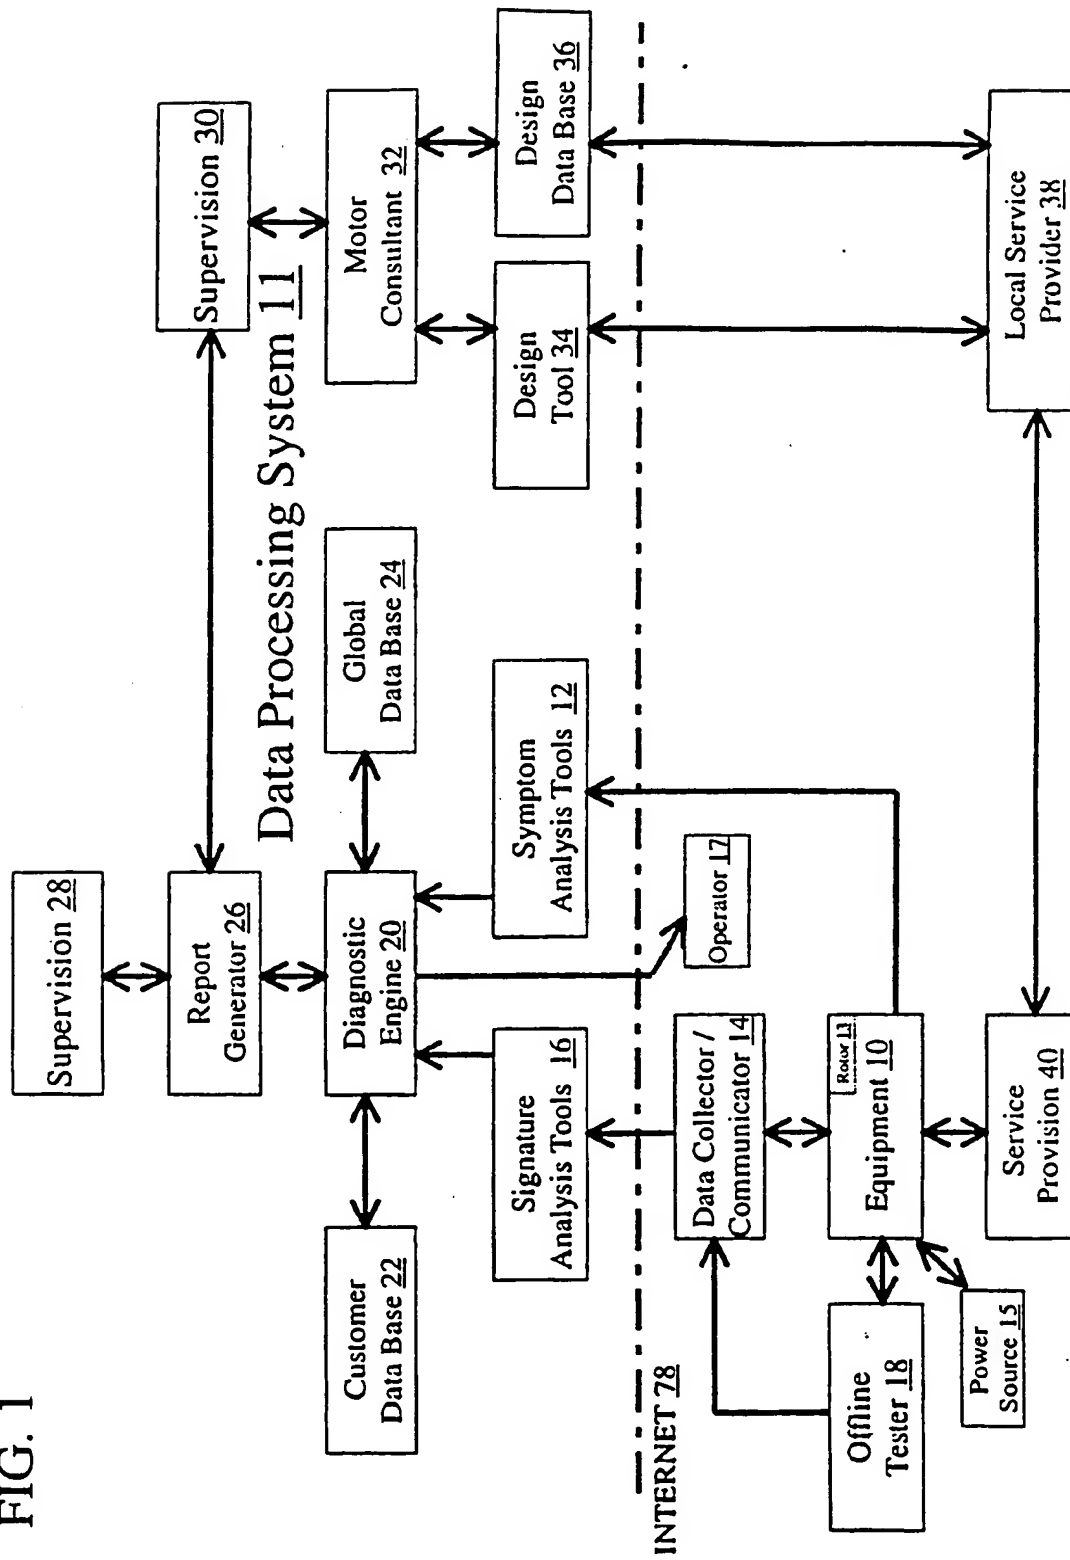 FIG. 1
Supervision 28
Report
Generator 26
Supervision 30
Data Processing System 11
Customer
Data Base 22
Diagnostic
Engine 20
Global
Data Base 24
Motor
Consultant 32
Signature
Analysis Tools 16
Symptom
Analysis Tools 12
Design
Tool 34
Design
Data Base 36
INTERNET 78
Data Collector /
Communicator 14
Operator 17
Offline
Tester 18
Rotor 13
Equipment 10
Power
Source 15
Service
Provision 40
Local Service
Provider 38